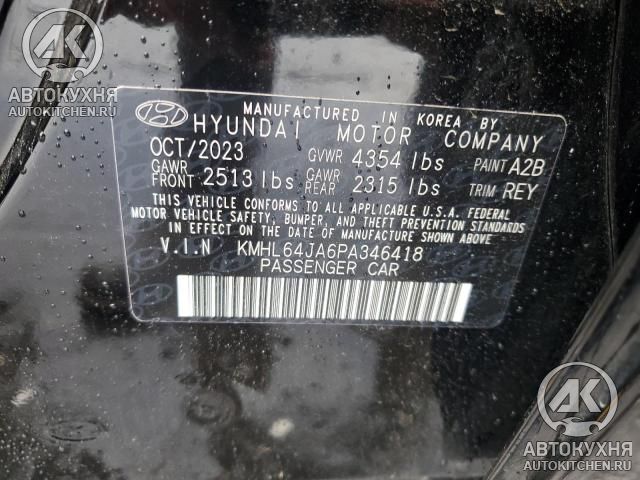 AK
АВТОКУХНЯ
AUTOKITCHEN.RU
MANUFACTURED IN KOREA BY
HYUNDAI MOTOR COMPANY
OCT/2023 GVWR 4354 lbs PAINT A2B
GAWR FRONT 2513 lbs GAWR REAR 2315 lbs TRIM REY
THIS VEHICLE CONFORMS TO ALL APPLICABLE U.S.A. FEDERAL
MOTOR VEHICLE SAFETY, BUMPER, AND THEFT PREVENTION STANDARDS
IN EFFECT ON THE DATE OF MANUFACTURE SHOWN ABOVE.
V.I.N KMHL64JA6PA346418
PASSENGER CAR
AK
АВТОКУХНЯ
AUTOKITCHEN.RU